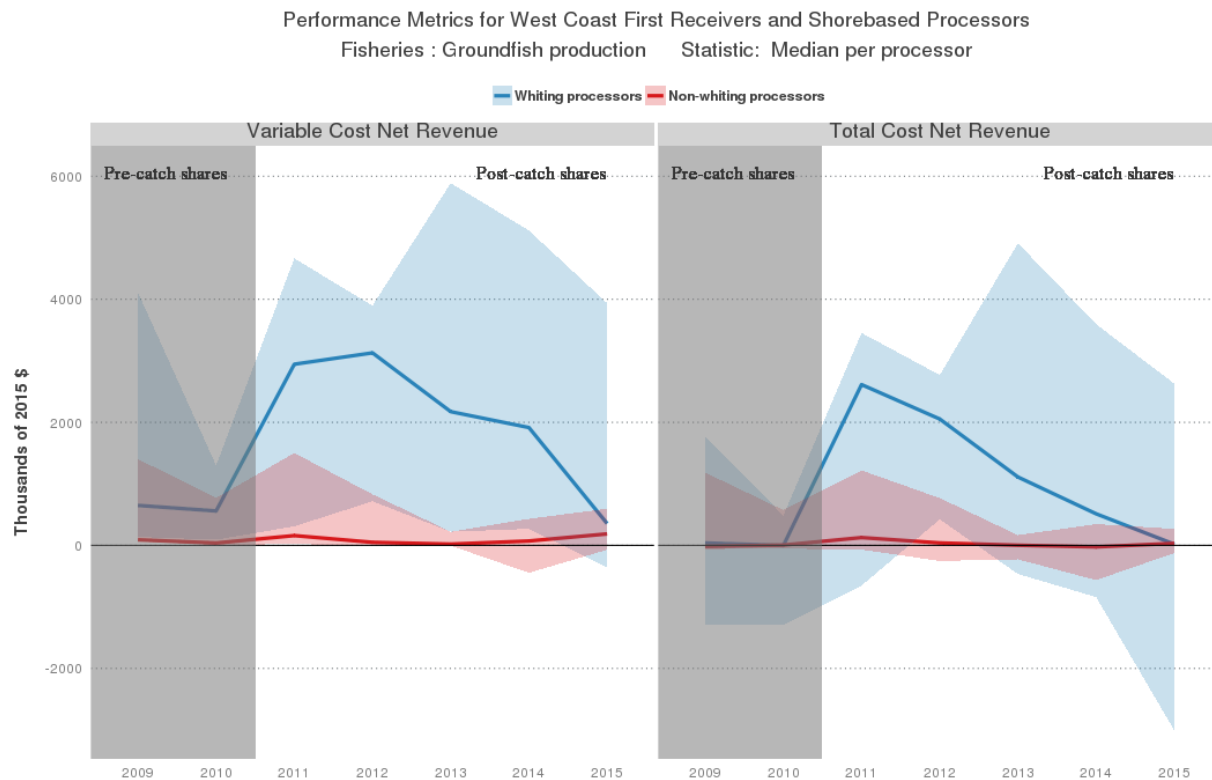 Performance Metrics for West Coast First Receivers and Shorebased Processors
Fisheries : Groundfish production Statistic: Median per processor
Whiting processors Non-whiting processors
Variable Cost Net Revenue Total Cost Net Revenue
Pre-catch shares Post-catch shares Pre-catch shares Post-catch shares
Thousands of 2015 $
6000
4000
2000
0
-2000
2009 2010 2011 2012 2013 2014 2015 2009 2010 2011 2012 2013 2014 2015